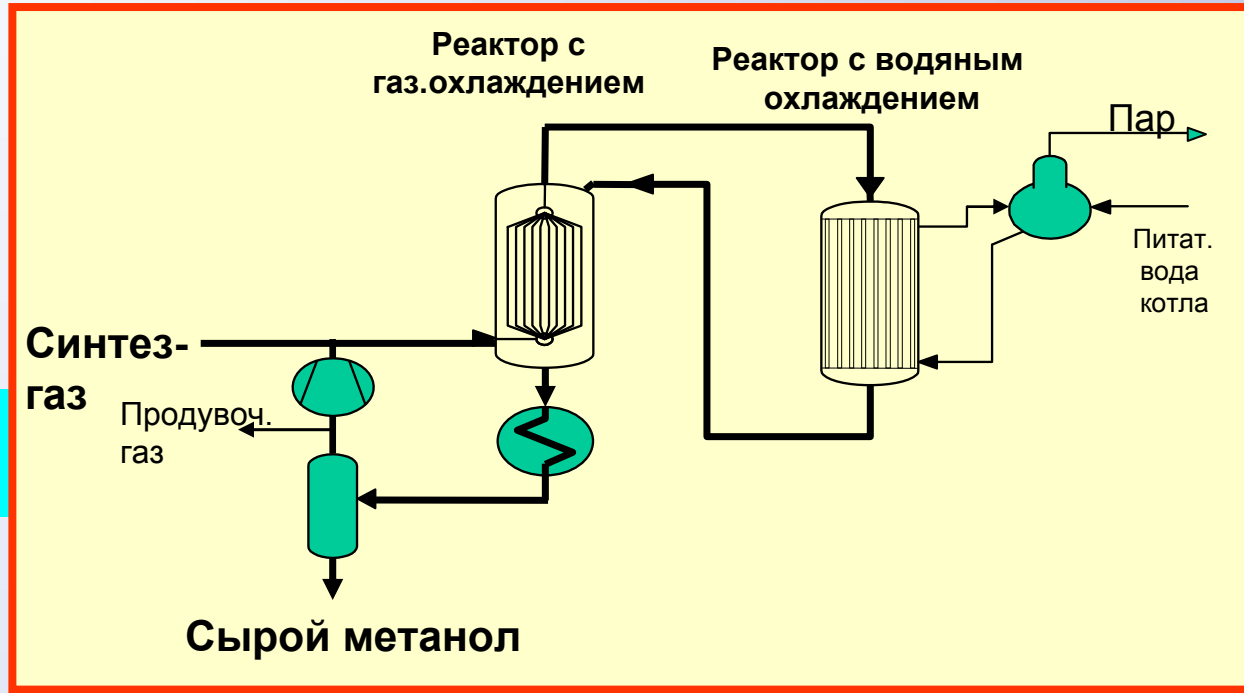 Реактор с
газ.охлаждением
Реактор с водяным
охлаждением
Пар
Питат.
вода
котла
Синтез-
газ
Продувоч.
газ
Сырой метанол